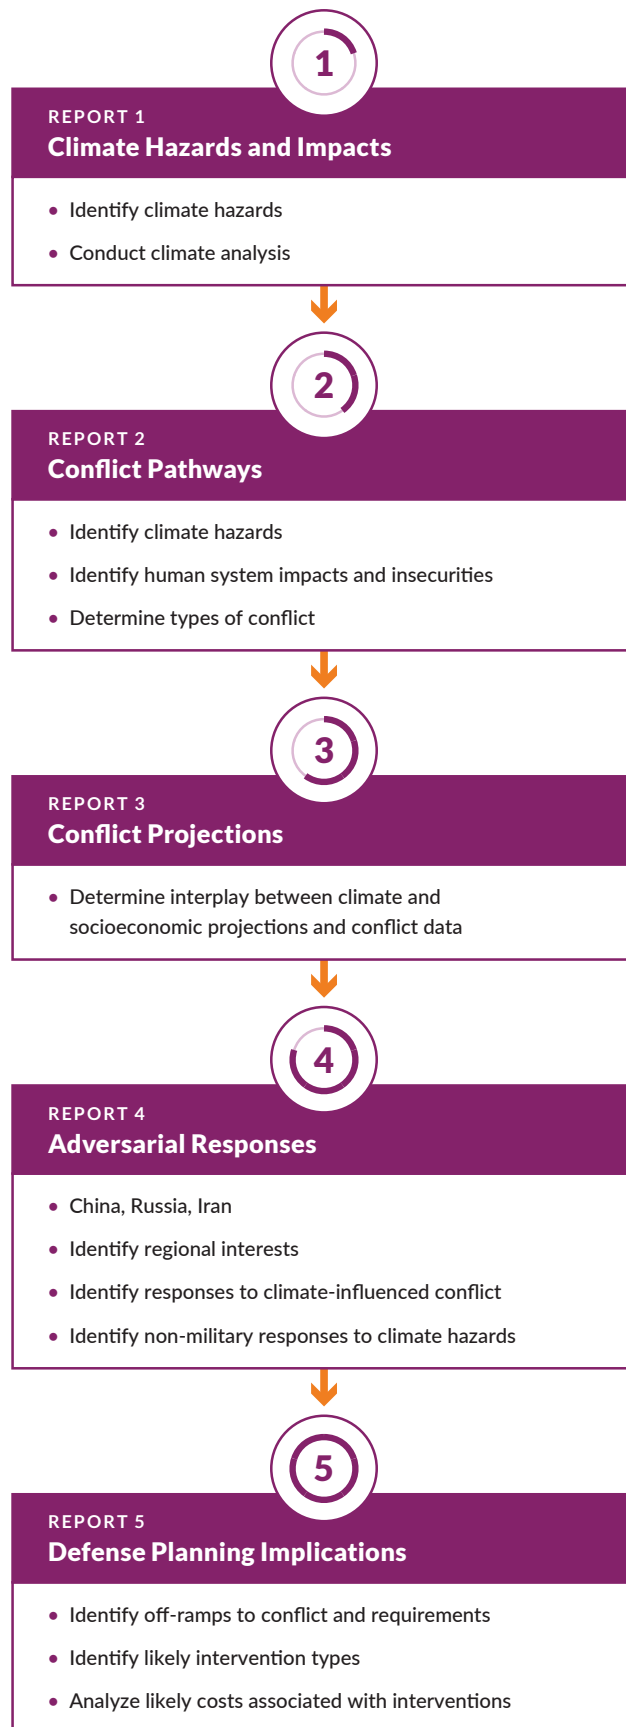 1
REPORT 1
Climate Hazards and Impacts
• Identify climate hazards
• Conduct climate analysis
2
REPORT 2
Conflict Pathways
• Identify climate hazards
• Identify human system impacts and insecurities
• Determine types of conflict
3
REPORT 3
Conflict Projections
• Determine interplay between climate and
socioeconomic projections and conflict data
4
REPORT 4
Adversarial Responses
• China, Russia, Iran
• Identify regional interests
• Identify responses to climate-influenced conflict
• Identify non-military responses to climate hazards
5
REPORT 5
Defense Planning Implications
• Identify off-ramps to conflict and requirements
• Identify likely intervention types
• Analyze likely costs associated with interventions